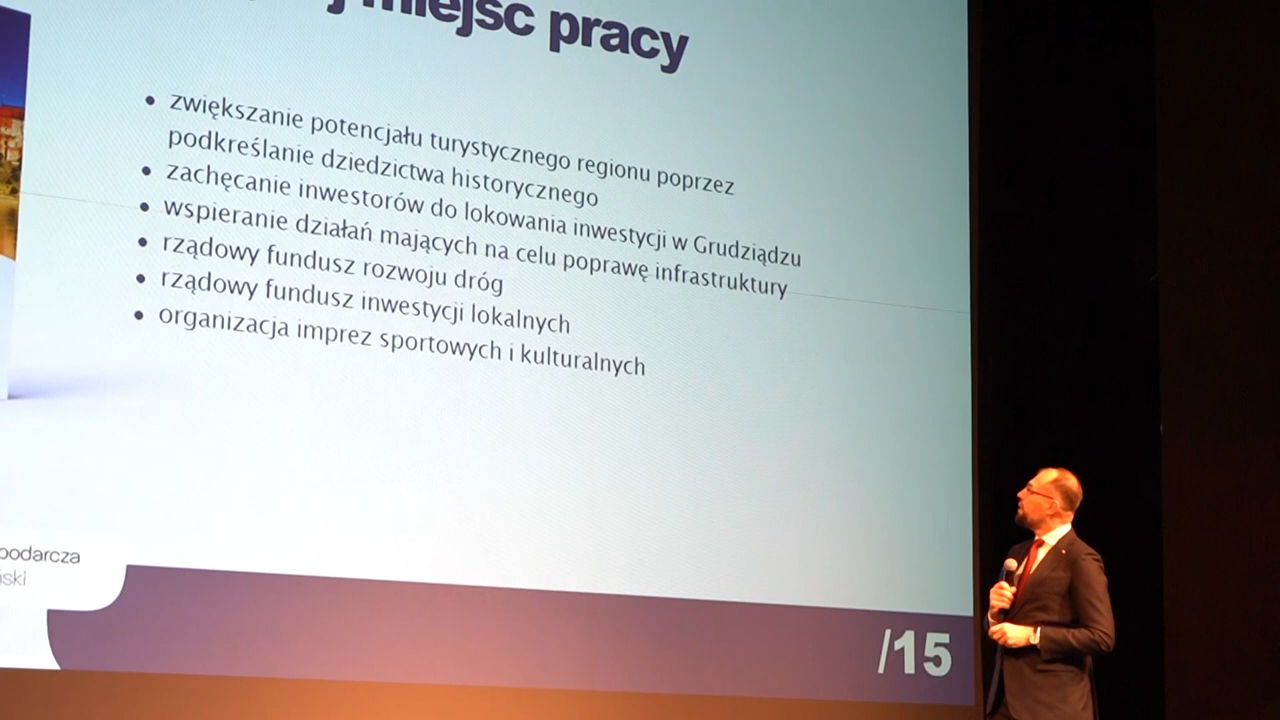 miejsc pracy
• zwiększanie potencjału turystycznego regionu poprzez
podkreślanie dziedzictwa historycznego
• zachęcanie inwestorów do lokowania inwestycji w Grudziądzu
• wspieranie działań mających na celu poprawę infrastruktury
• rządowy fundusz rozwoju dróg
• rządowy fundusz inwestycji lokalnych
• organizacja imprez sportowych i kulturalnych
podarcza
ski
/15